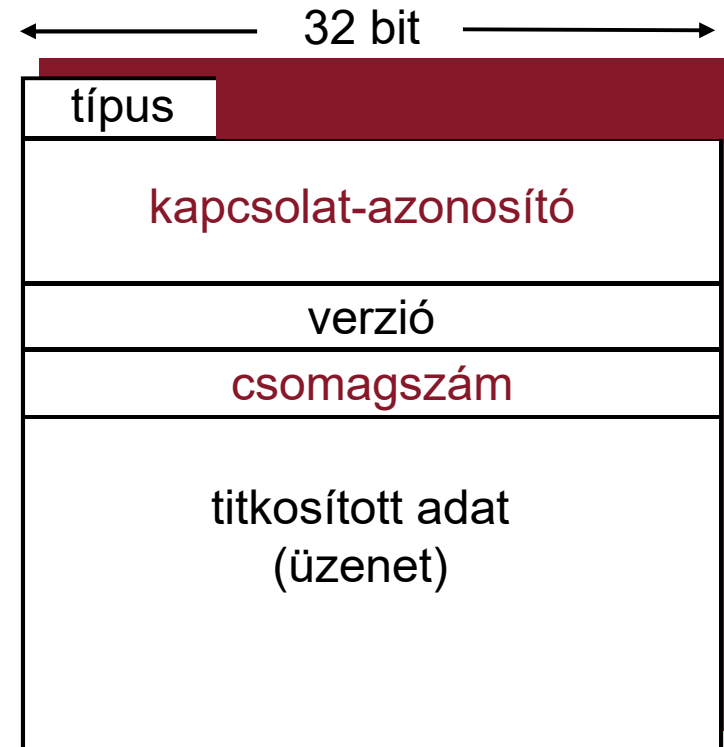 32 bit
típus
kapcsolat-azonosító
verzió
csomagszám
titkosított adat
(üzenet)